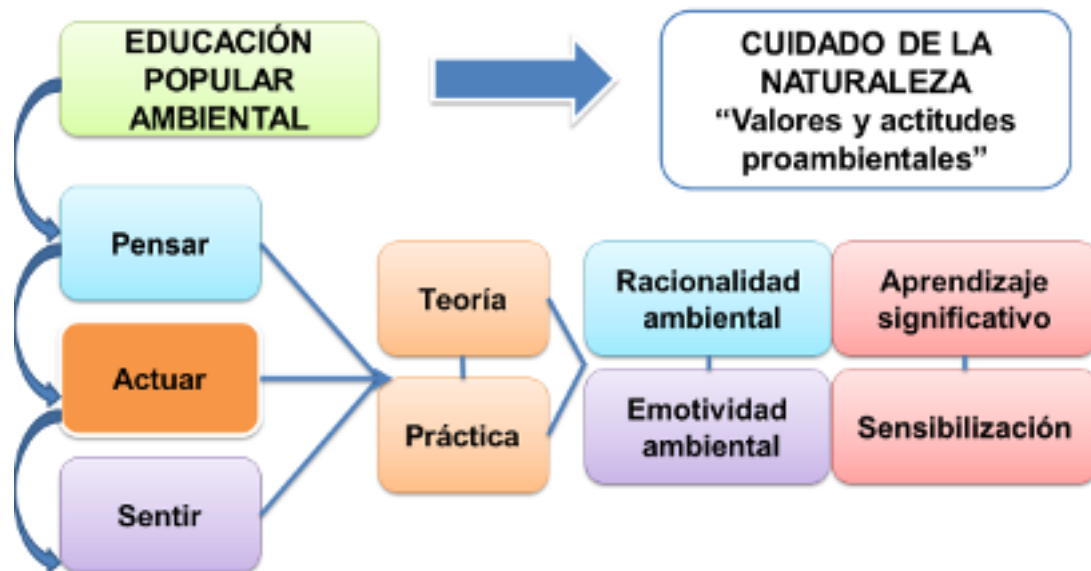 EDUCACIÓN
POPULAR
AMBIENTAL
CUIDADO DE LA
NATURALEZA
“Valores y actitudes
proambientales”
Pensar
Actuar
Sentir
Teoría
Práctica
Racionalidad
ambiental
Emotividad
ambiental
Aprendizaje
significativo
Sensibilización